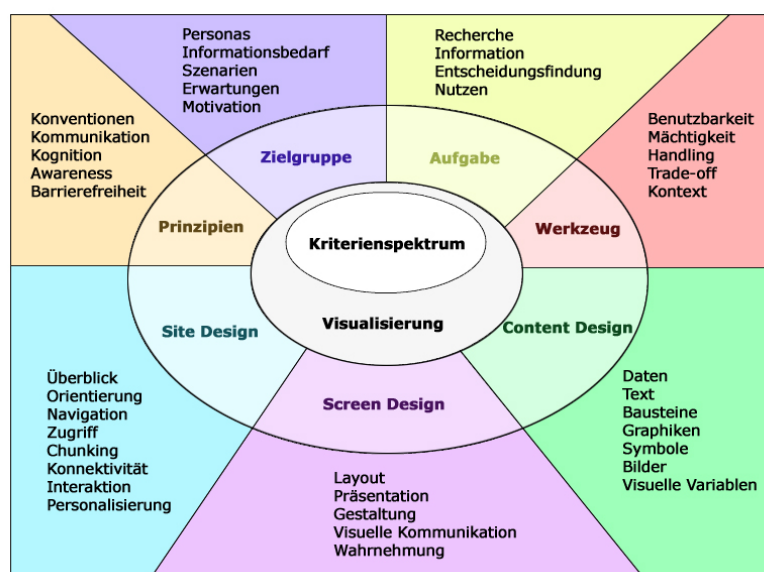 Personas
Informationsbedarf
Szenarien
Erwartungen
Motivation
Recherche
Information
Entscheidungsfindung
Nutzen
Konventionen
Kommunikation
Kognition
Awareness
Barrierefreiheit
Benutzbarkeit
Mächtigkeit
Handling
Trade-off
Kontext
Zielgruppe
Aufgabe
Prinzipien
Werkzeug
Kriterienspektrum
Visualisierung
Site Design
Content Design
Screen Design
Überblick
Orientierung
Navigation
Zugriff
Chunking
Konnektivität
Interaktion
Personalisierung
Layout
Präsentation
Gestaltung
Visuelle Kommunikation
Wahrnehmung
Daten
Text
Bausteine
Graphiken
Symbole
Bilder
Visuelle Variablen